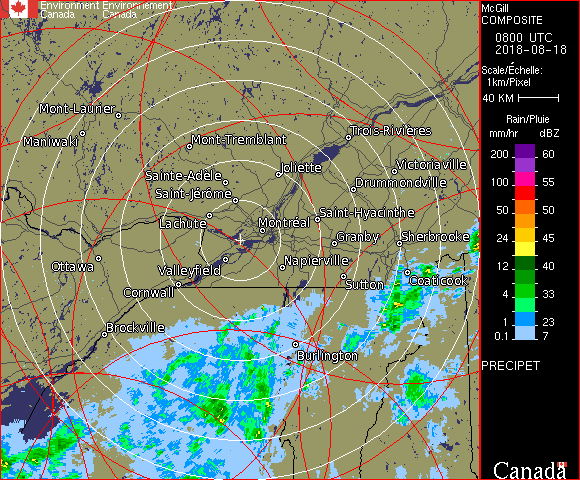 Environment Environnement
Canada Canada
McGill
COMPOSITE
0800 UTC
2018-08-18
Scale/Échelle:
1km/Pixel
40 KM
Rain/Pluie
mm/hr dBZ
200 60
100 55
50 50
24 45
12 40
4 33
1 23
0.1 7
PRECIPET
Canada
Mont-Laurier
Maniwaki
Mont-Tremblant
Trois-Rivières
Joliette
Victoriaville
Sainte-Adèle
Drummondville
Saint-Jérôme
Lachute
Saint-Hyacinthe
Montréal
Granby
Sherbrooke
Ottawa
Valleyfield
Napierville
Sutton
Coaticook
Cornwall
Brockville
Burlington